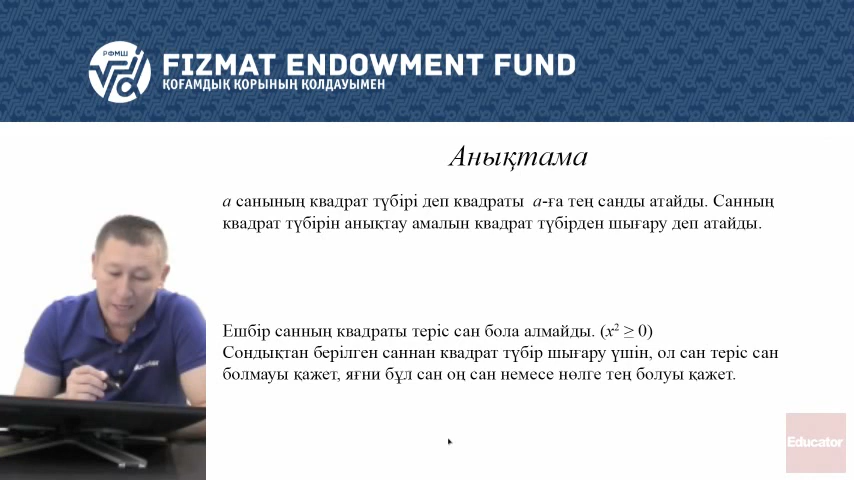 РФМШ
FIZMAT ENDOWMENT FUND
ҚОҒАМДЫҚ ҚОРЫНЫҢ ҚОЛДАУЫМЕН
Анықтама
a санының квадрат түбірі деп квадраты a-ға тең санды атайды. Санның
квадрат түбірін анықтау амалын квадрат түбірден шығару деп атайды.
Ешбір санның квадраты теріс сан бола алмайды. (x² ≥ 0)
Сондықтан берілген саннан квадрат түбір шығару үшін, ол сан теріс сан
болмауы қажет, яғни бұл сан оң сан немесе нөлге тең болуы қажет.
Educator